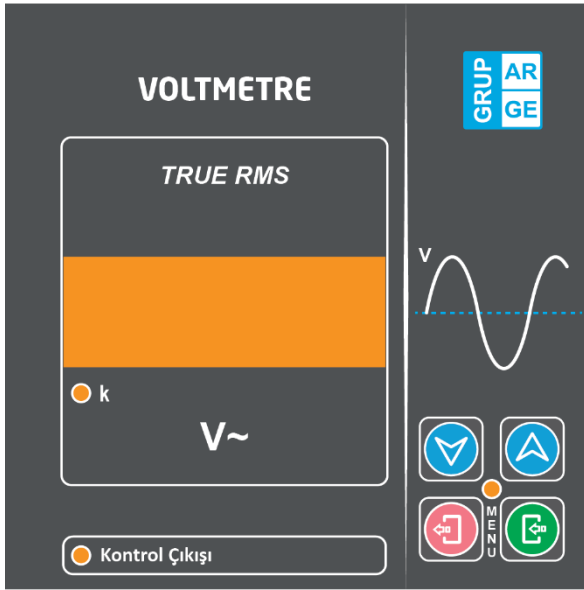 VOLTMETRE
TRUE RMS
k
V~
Kontrol Çıkışı
GRUP
AR
GE
V
MENU